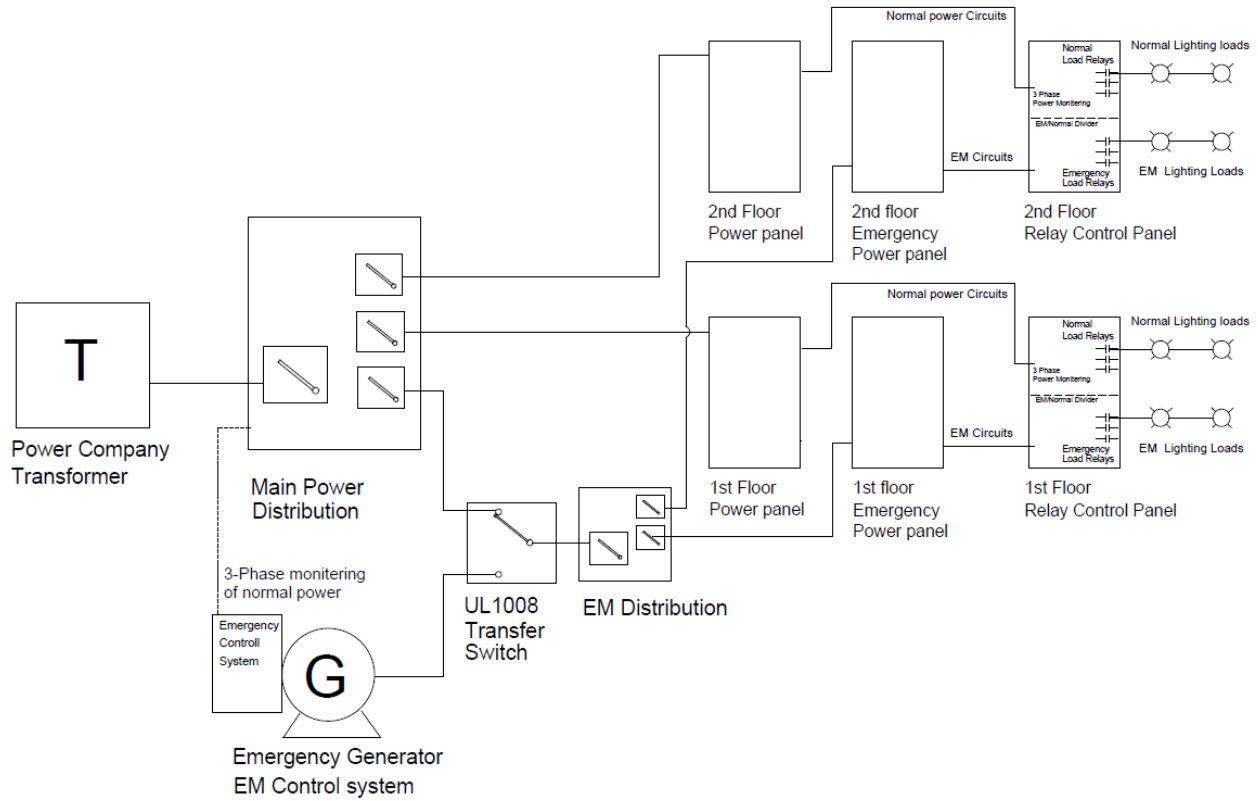 Normal power Circuits
Normal
Load Relays
Normal Lighting loads
3 Phase
Power Monitering
EM/Normal Divider
EM Circuits
Emergency
Load Relays
EM Lighting Loads
2nd Floor
Power panel
2nd floor
Emergency
Power panel
2nd Floor
Relay Control Panel
Normal power Circuits
Normal
Load Relays
Normal Lighting loads
3 Phase
Power Monitering
EM/Normal Divider
EM Circuits
Emergency
Load Relays
EM Lighting Loads
1st Floor
Power panel
1st floor
Emergency
Power panel
1st Floor
Relay Control Panel
T
Power Company
Transformer
Main Power
Distribution
3-Phase monitering
of normal power
UL1008
Transfer
Switch
EM Distribution
Emergency
Controll
System
G
Emergency Generator
EM Control system